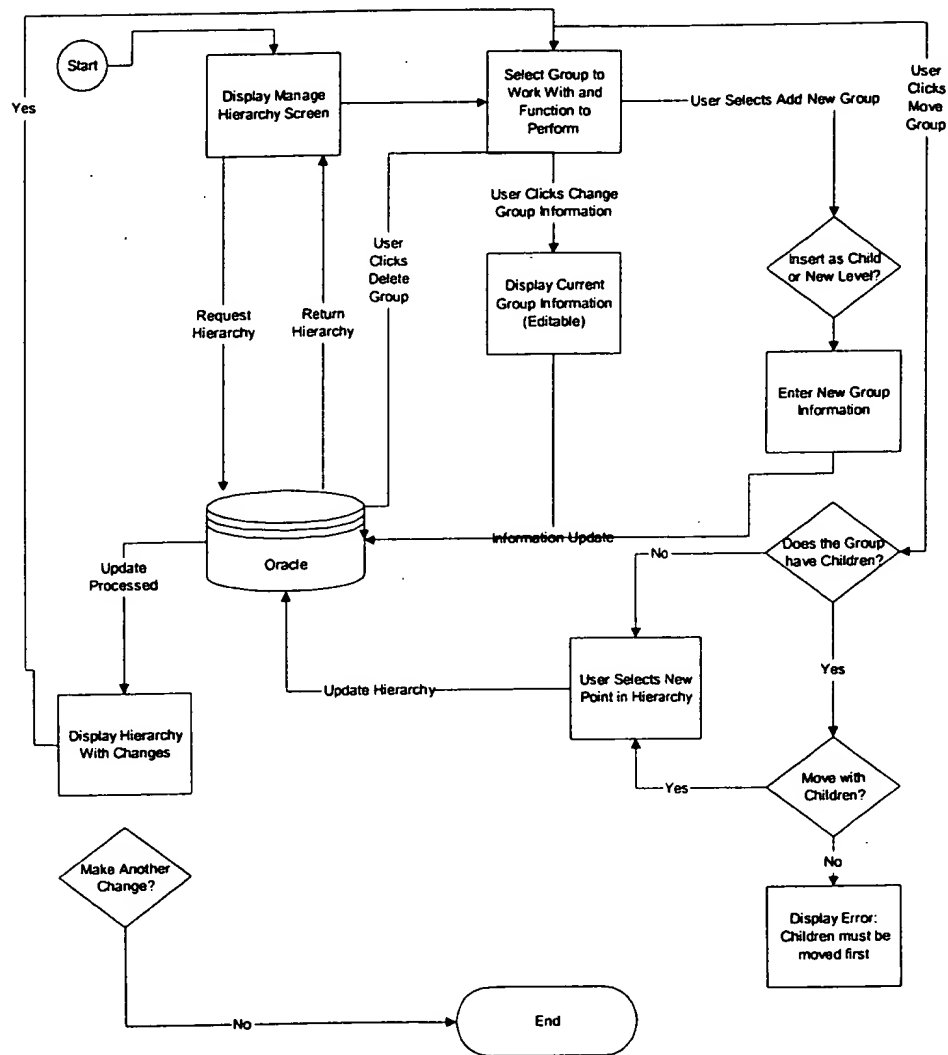 Start
Yes
Display Manage
Hierarchy Screen
Select Group to
Work With and
Function to
Perform
User Selects Add New Group
User
Clicks
Move
Group
User Clicks Change
Group Information
User
Clicks
Delete
Group
Insert as Child
or New Level?
Display Current
Group Information
(Editable)
Request
Hierarchy
Return
Hierarchy
Enter New Group
Information
Information Update
Does the Group
have Children?
Oracle
No
Update
Processed
Yes
Update Hierarchy
User Selects New
Point in Hierarchy
Display Hierarchy
With Changes
Yes
Move with
Children?
No
Make Another
Change?
Display Error:
Children must be
moved first
No
End